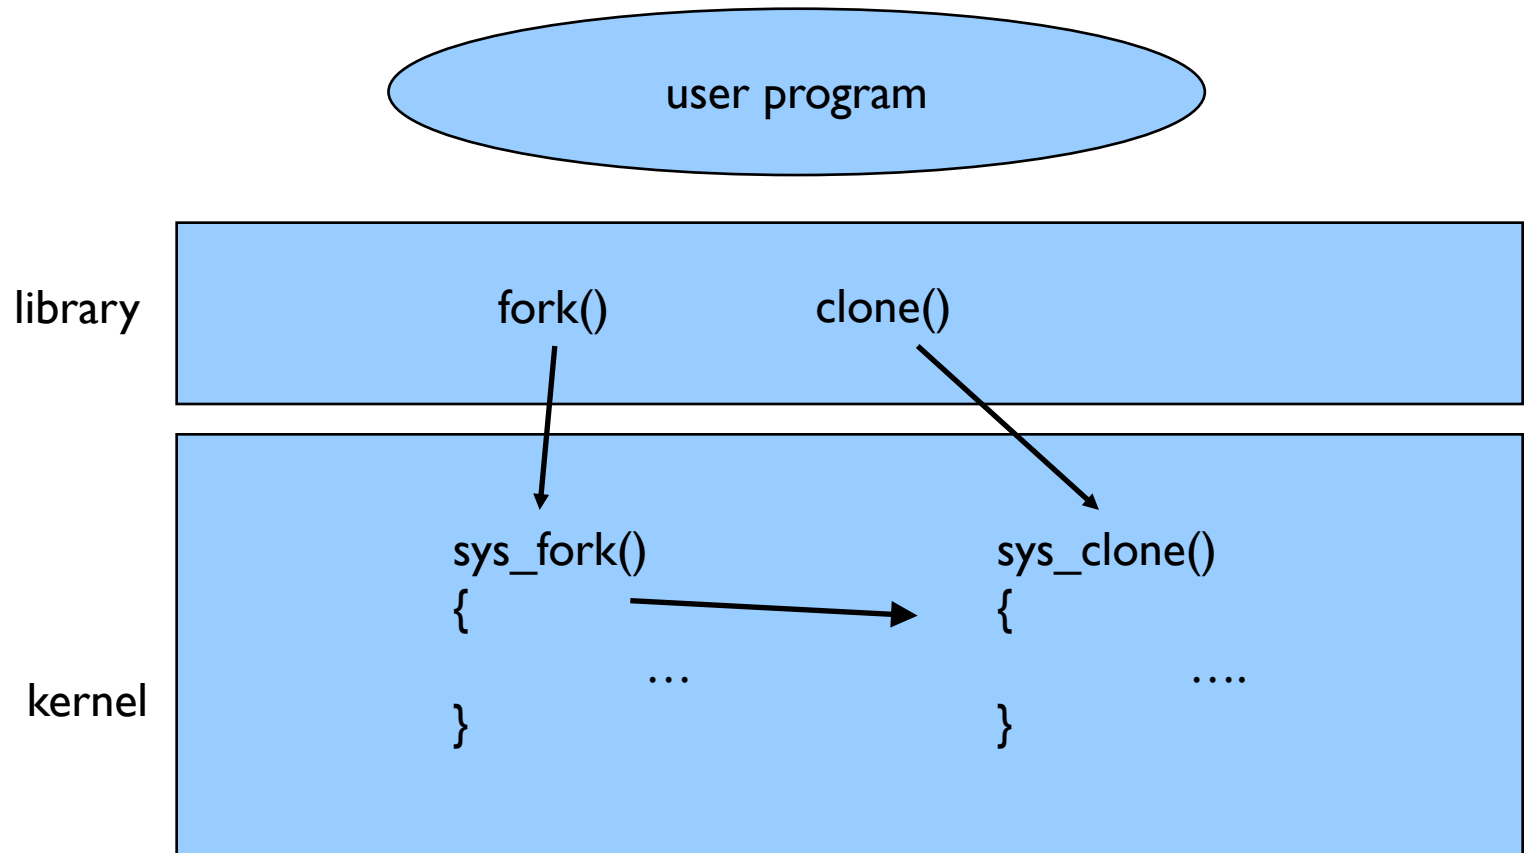 user program
library
fork()
clone()
sys_fork()
{
…
}
sys_clone()
{
….
}
kernel